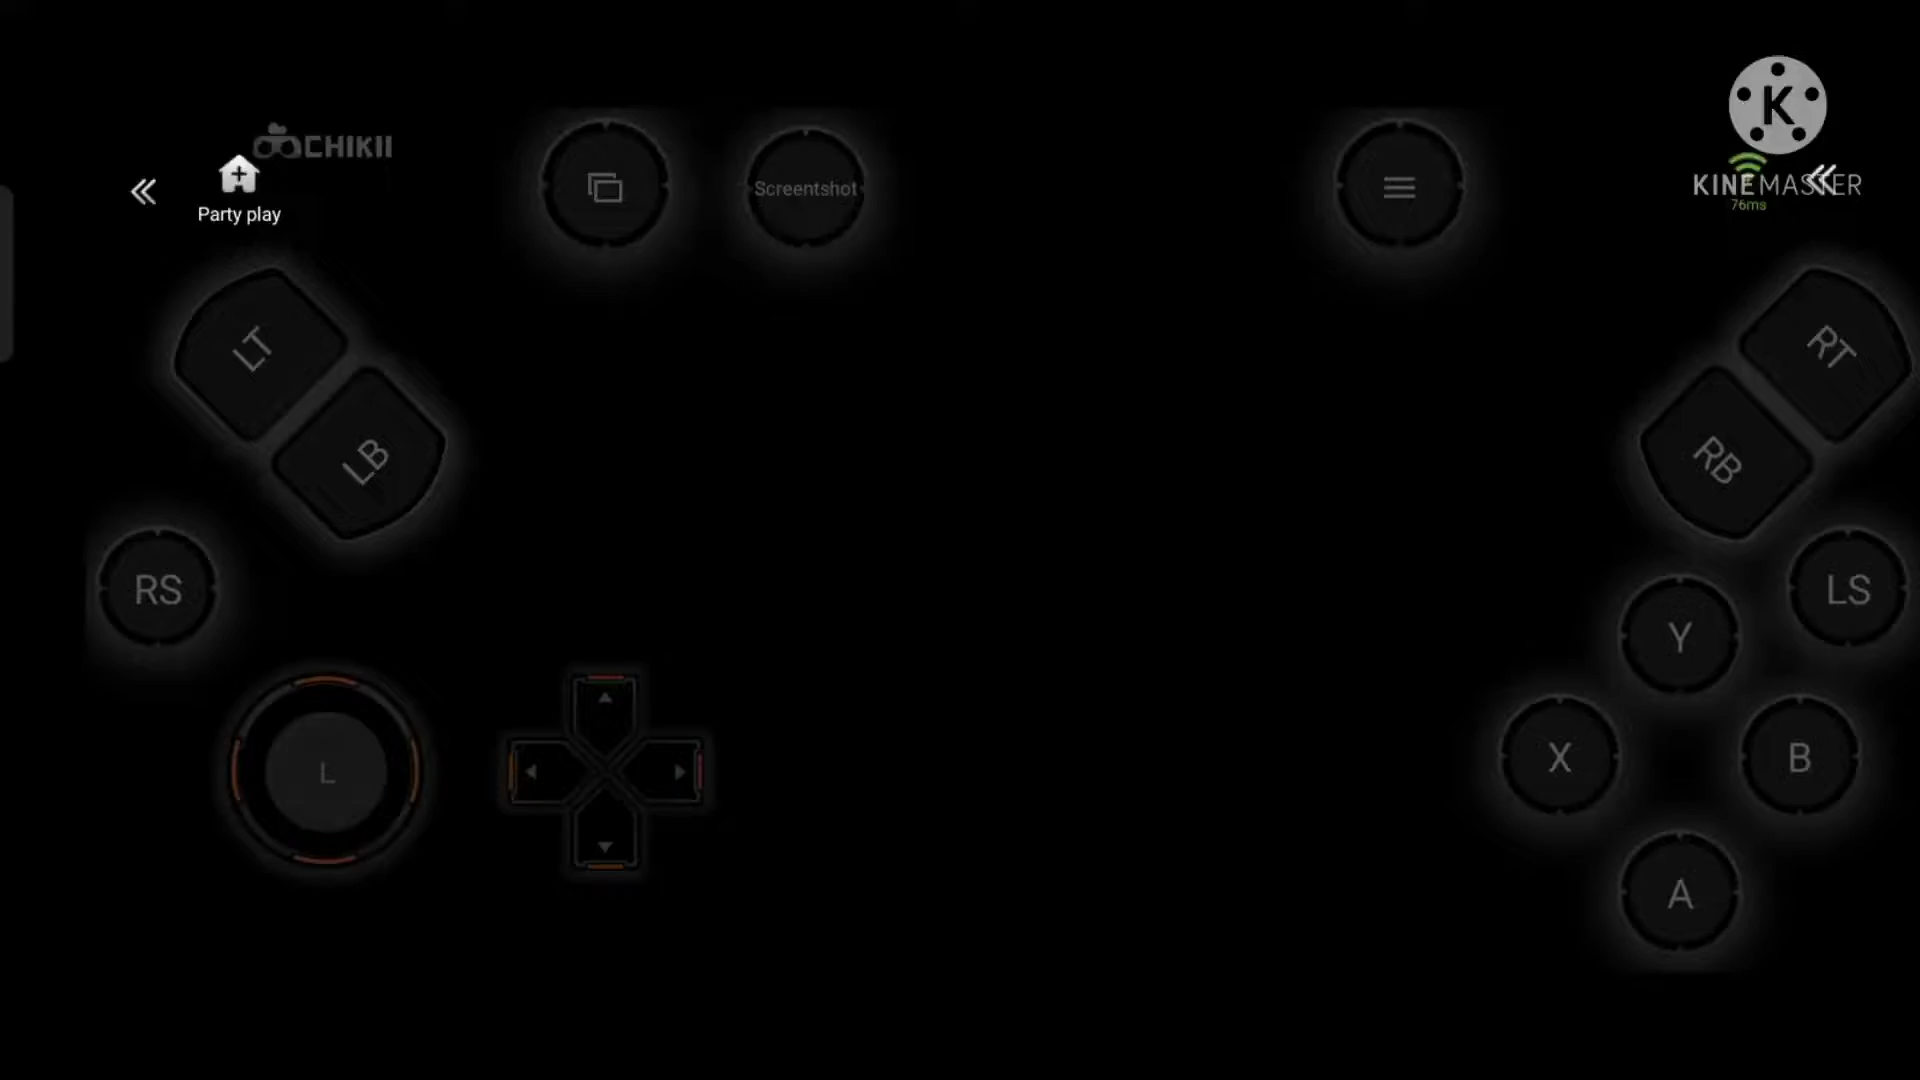 CHIKII
Party play
Screentshot
K
KINEMASTER
76ms
LT
LB
RT
RB
RS
LS
Y
X
B
A
L